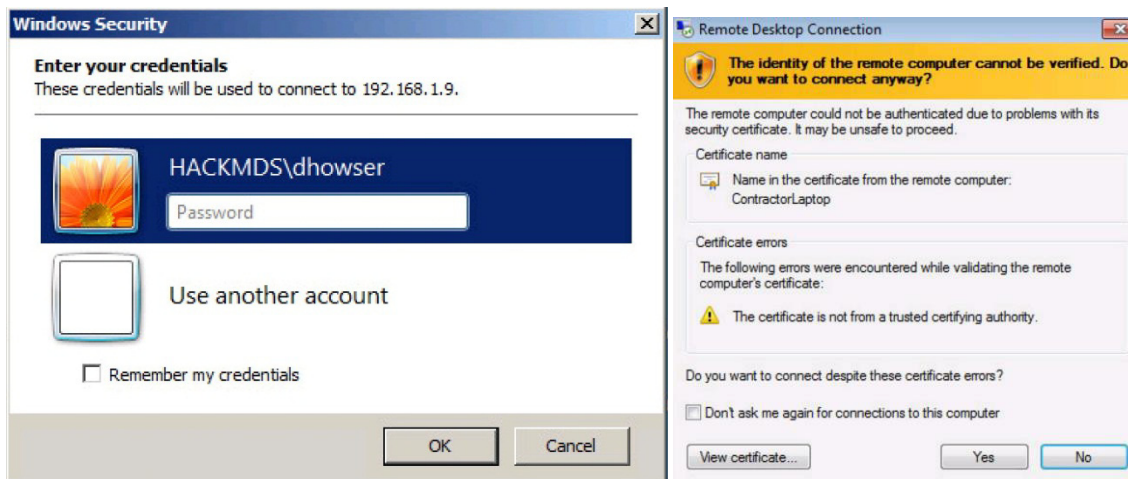 Windows Security
Enter your credentials
These credentials will be used to connect to 192.168.1.9.
HACKMDS\dhowser
Password
Use another account
Remember my credentials
OK
Cancel
Remote Desktop Connection
The identity of the remote computer cannot be verified. Do
you want to connect anyway?
The remote computer could not be authenticated due to problems with its
security certificate. It may be unsafe to proceed.
Certificate name
Name in the certificate from the remote computer:
ContractorLaptop
Certificate errors
The following errors were encountered while validating the remote
computer's certificate:
The certificate is not from a trusted certifying authority.
Do you want to connect despite these certificate errors?
Don't ask me again for connections to this computer
View certificate...
Yes
No